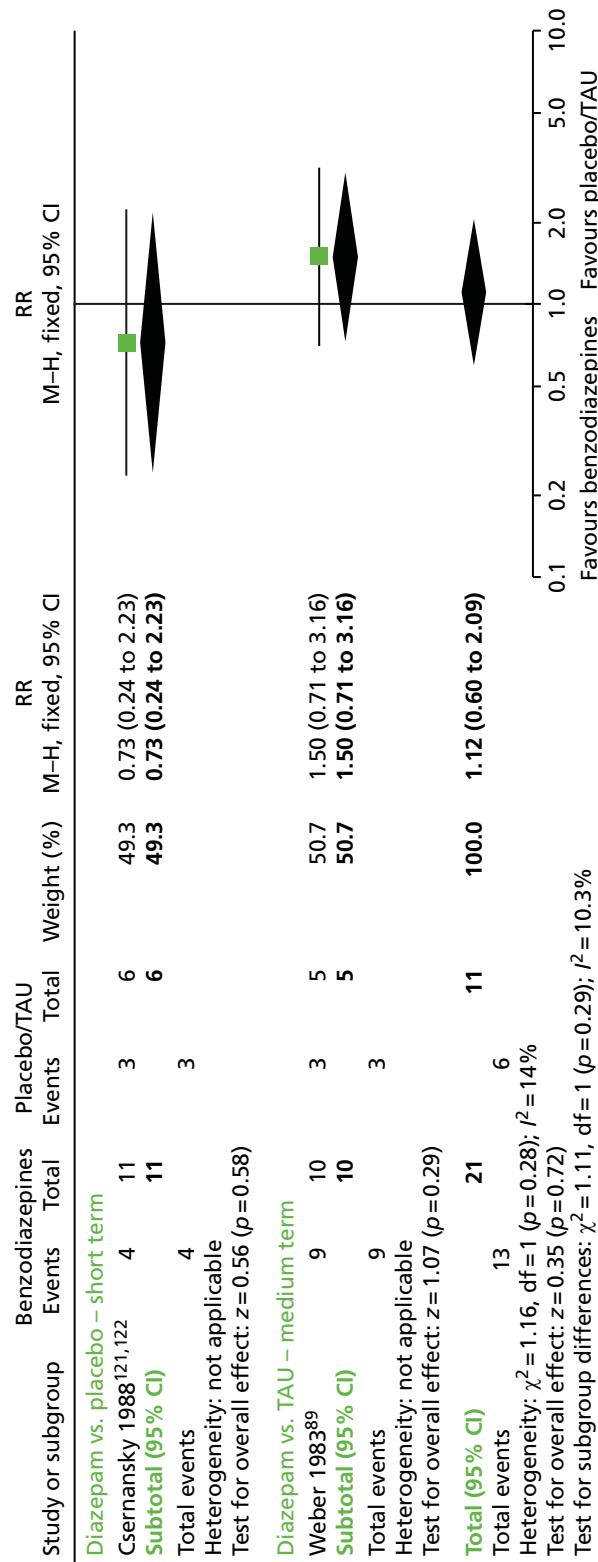 Benzodiazepines Placebo/TAU RR RR
Study or subgroup Events Total Events Total Weight (%) M–H, fixed, 95% CI M–H, fixed, 95% CI
Diazepam vs. placebo – short term
Csernansky 1988121,122 4 11 3 6 49.3 0.73 (0.24 to 2.23)
Subtotal (95% CI) 11 6 49.3 0.73 (0.24 to 2.23)
Total events 4 3
Heterogeneity: not applicable
Test for overall effect: z=0.56 (p=0.58)
Diazepam vs. TAU – medium term
Weber 198389 9 10 3 5 50.7 1.50 (0.71 to 3.16)
Subtotal (95% CI) 10 5 50.7 1.50 (0.71 to 3.16)
Total events 9 3
Heterogeneity: not applicable
Test for overall effect: z=1.07 (p=0.29)
Total (95% CI) 21 11 100.0 1.12 (0.60 to 2.09)
Total events 13 6
Heterogeneity: χ2=1.16, df=1 (p=0.28); I2=14%
Test for overall effect: z=0.35 (p=0.72)
Test for subgroup differences: χ2=1.11, df=1 (p=0.29); I2=10.3%
0.1 0.2 0.5 1.0 2.0 5.0 10.0
Favours benzodiazepines Favours placebo/TAU